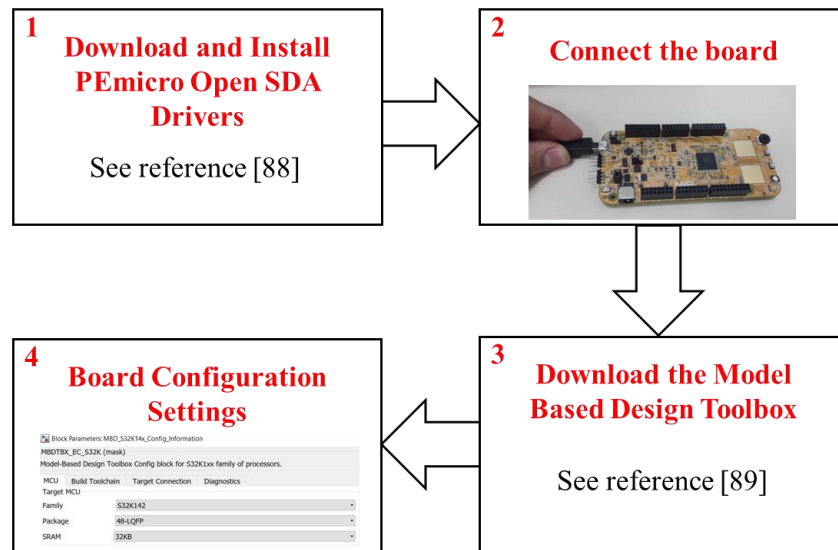 1
Download and Install
PEmicro Open SDA
Drivers
See reference [88]
2
Connect the board
3
Download the Model
Based Design Toolbox
See reference [89]
4
Board Configuration
Settings
Block Parameters: MBD_S32K14x_Config_Information
MBDTBX_EC_S32K (mask)
Model-Based Design Toolbox Config block for S32K1xx family of processors.
MCU Build Toolchain Target Connection Diagnostics
Target MCU
Family S32K142
Package 48-LQFP
SRAM 32KB